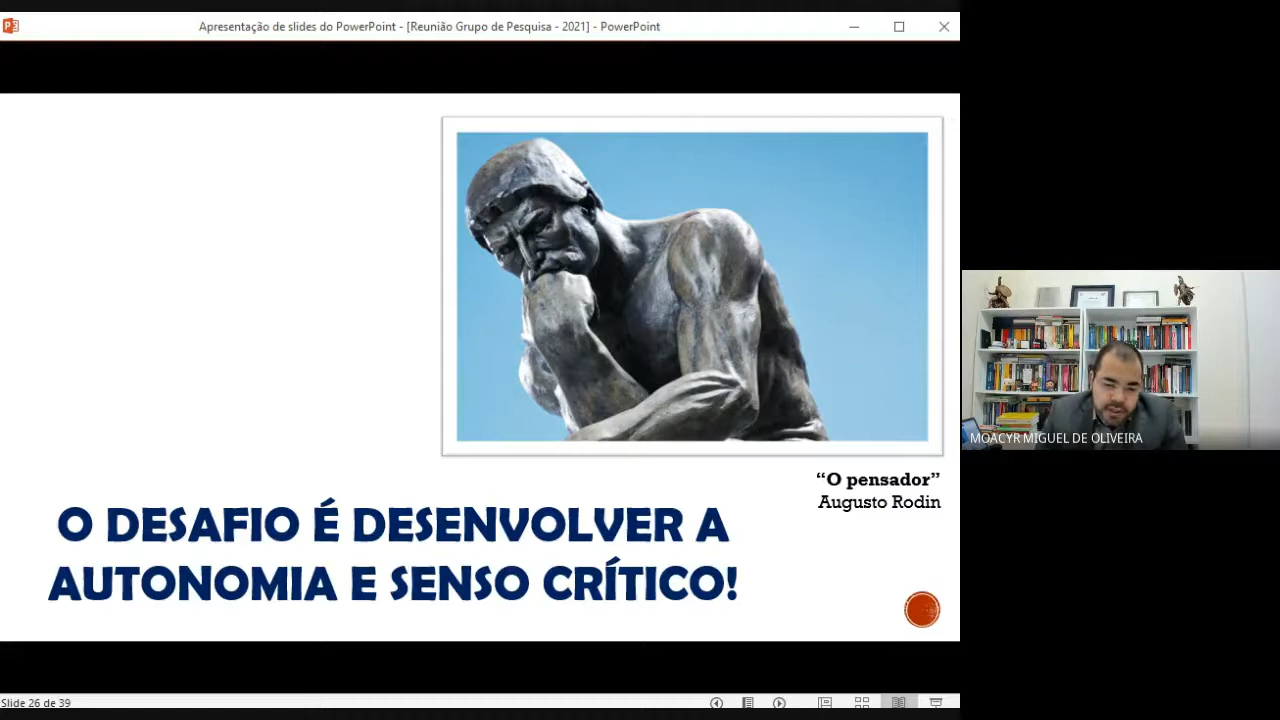 Apresentação de slides do PowerPoint - [Reunião Grupo de Pesquisa - 2021] - PowerPoint
“O pensador”
Augusto Rodin
O DESAFIO É DESENVOLVER A
AUTONOMIA E SENSO CRÍTICO!
MOACYR MIGUEL DE OLIVEIRA
Slide 26 de 39